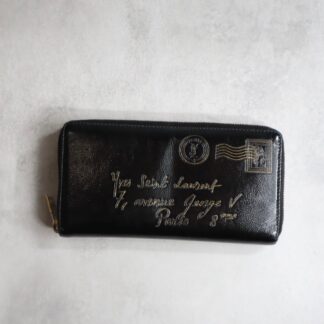 Yves Saint Laurent
7, avenue George V
Paris 8ème